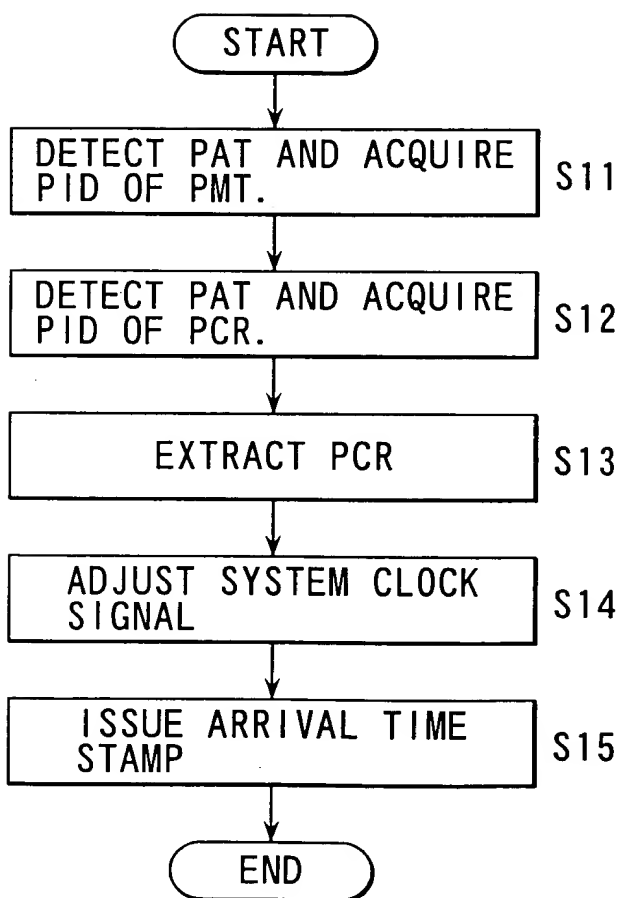 START
DETECT PAT AND ACQUIRE
PID OF PMT.
S11
DETECT PAT AND ACQUIRE
PID OF PCR.
S12
EXTRACT PCR
S13
ADJUST SYSTEM CLOCK
SIGNAL
S14
ISSUE ARRIVAL TIME
STAMP
S15
END